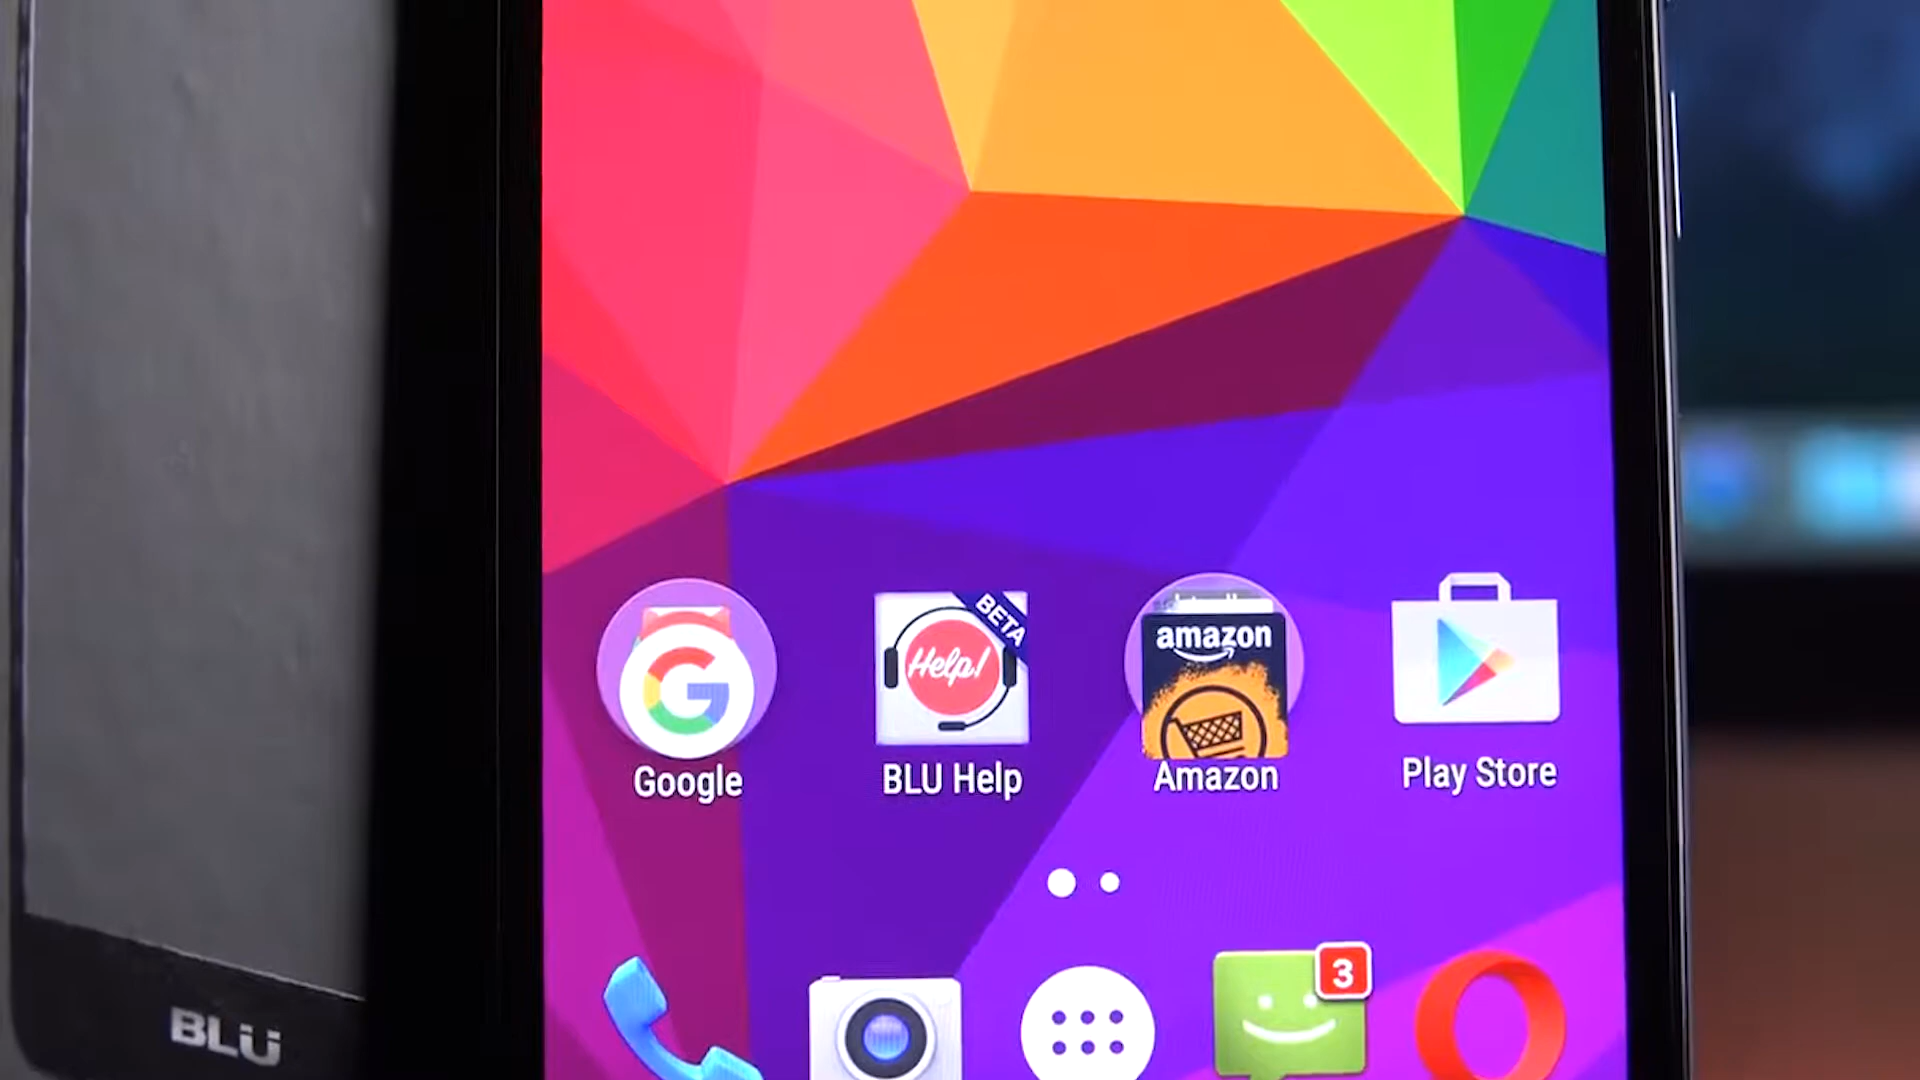 BETA
Help!
amazon
Google
BLU Help
Amazon
Play Store
3
BLU